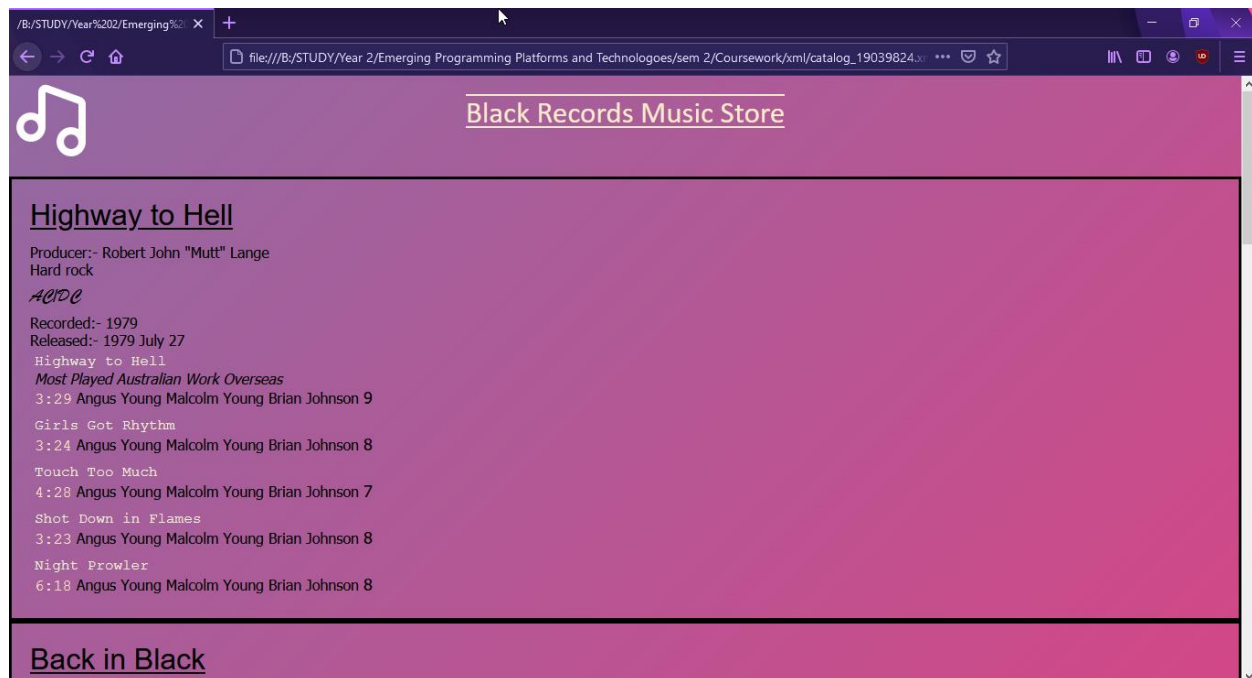 /B:/STUDY/Year%202/Emerging%20
file:///B:/STUDY/Year 2/Emerging Programming Platforms and Technologoes/sem 2/Coursework/xml/catalog_19039824.x
Black Records Music Store
Highway to Hell
Producer:- Robert John "Mutt" Lange
Hard rock
AC/DC
Recorded:- 1979
Released:- 1979 July 27
Highway to Hell
Most Played Australian Work Overseas
3:29 Angus Young Malcolm Young Brian Johnson 9
Girls Got Rhythm
3:24 Angus Young Malcolm Young Brian Johnson 8
Touch Too Much
4:28 Angus Young Malcolm Young Brian Johnson 7
Shot Down in Flames
3:23 Angus Young Malcolm Young Brian Johnson 8
Night Prowler
6:18 Angus Young Malcolm Young Brian Johnson 8
Back in Black